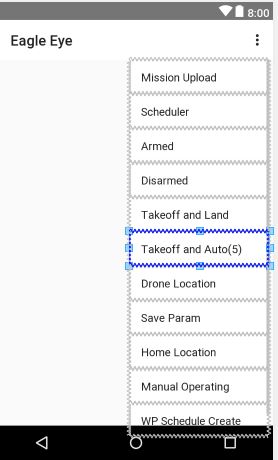 8:00
Eagle Eye
Mission Upload
Scheduler
Armed
Disarmed
Takeoff and Land
Takeoff and Auto(5)
Drone Location
Save Param
Home Location
Manual Operating
WP Schedule Create